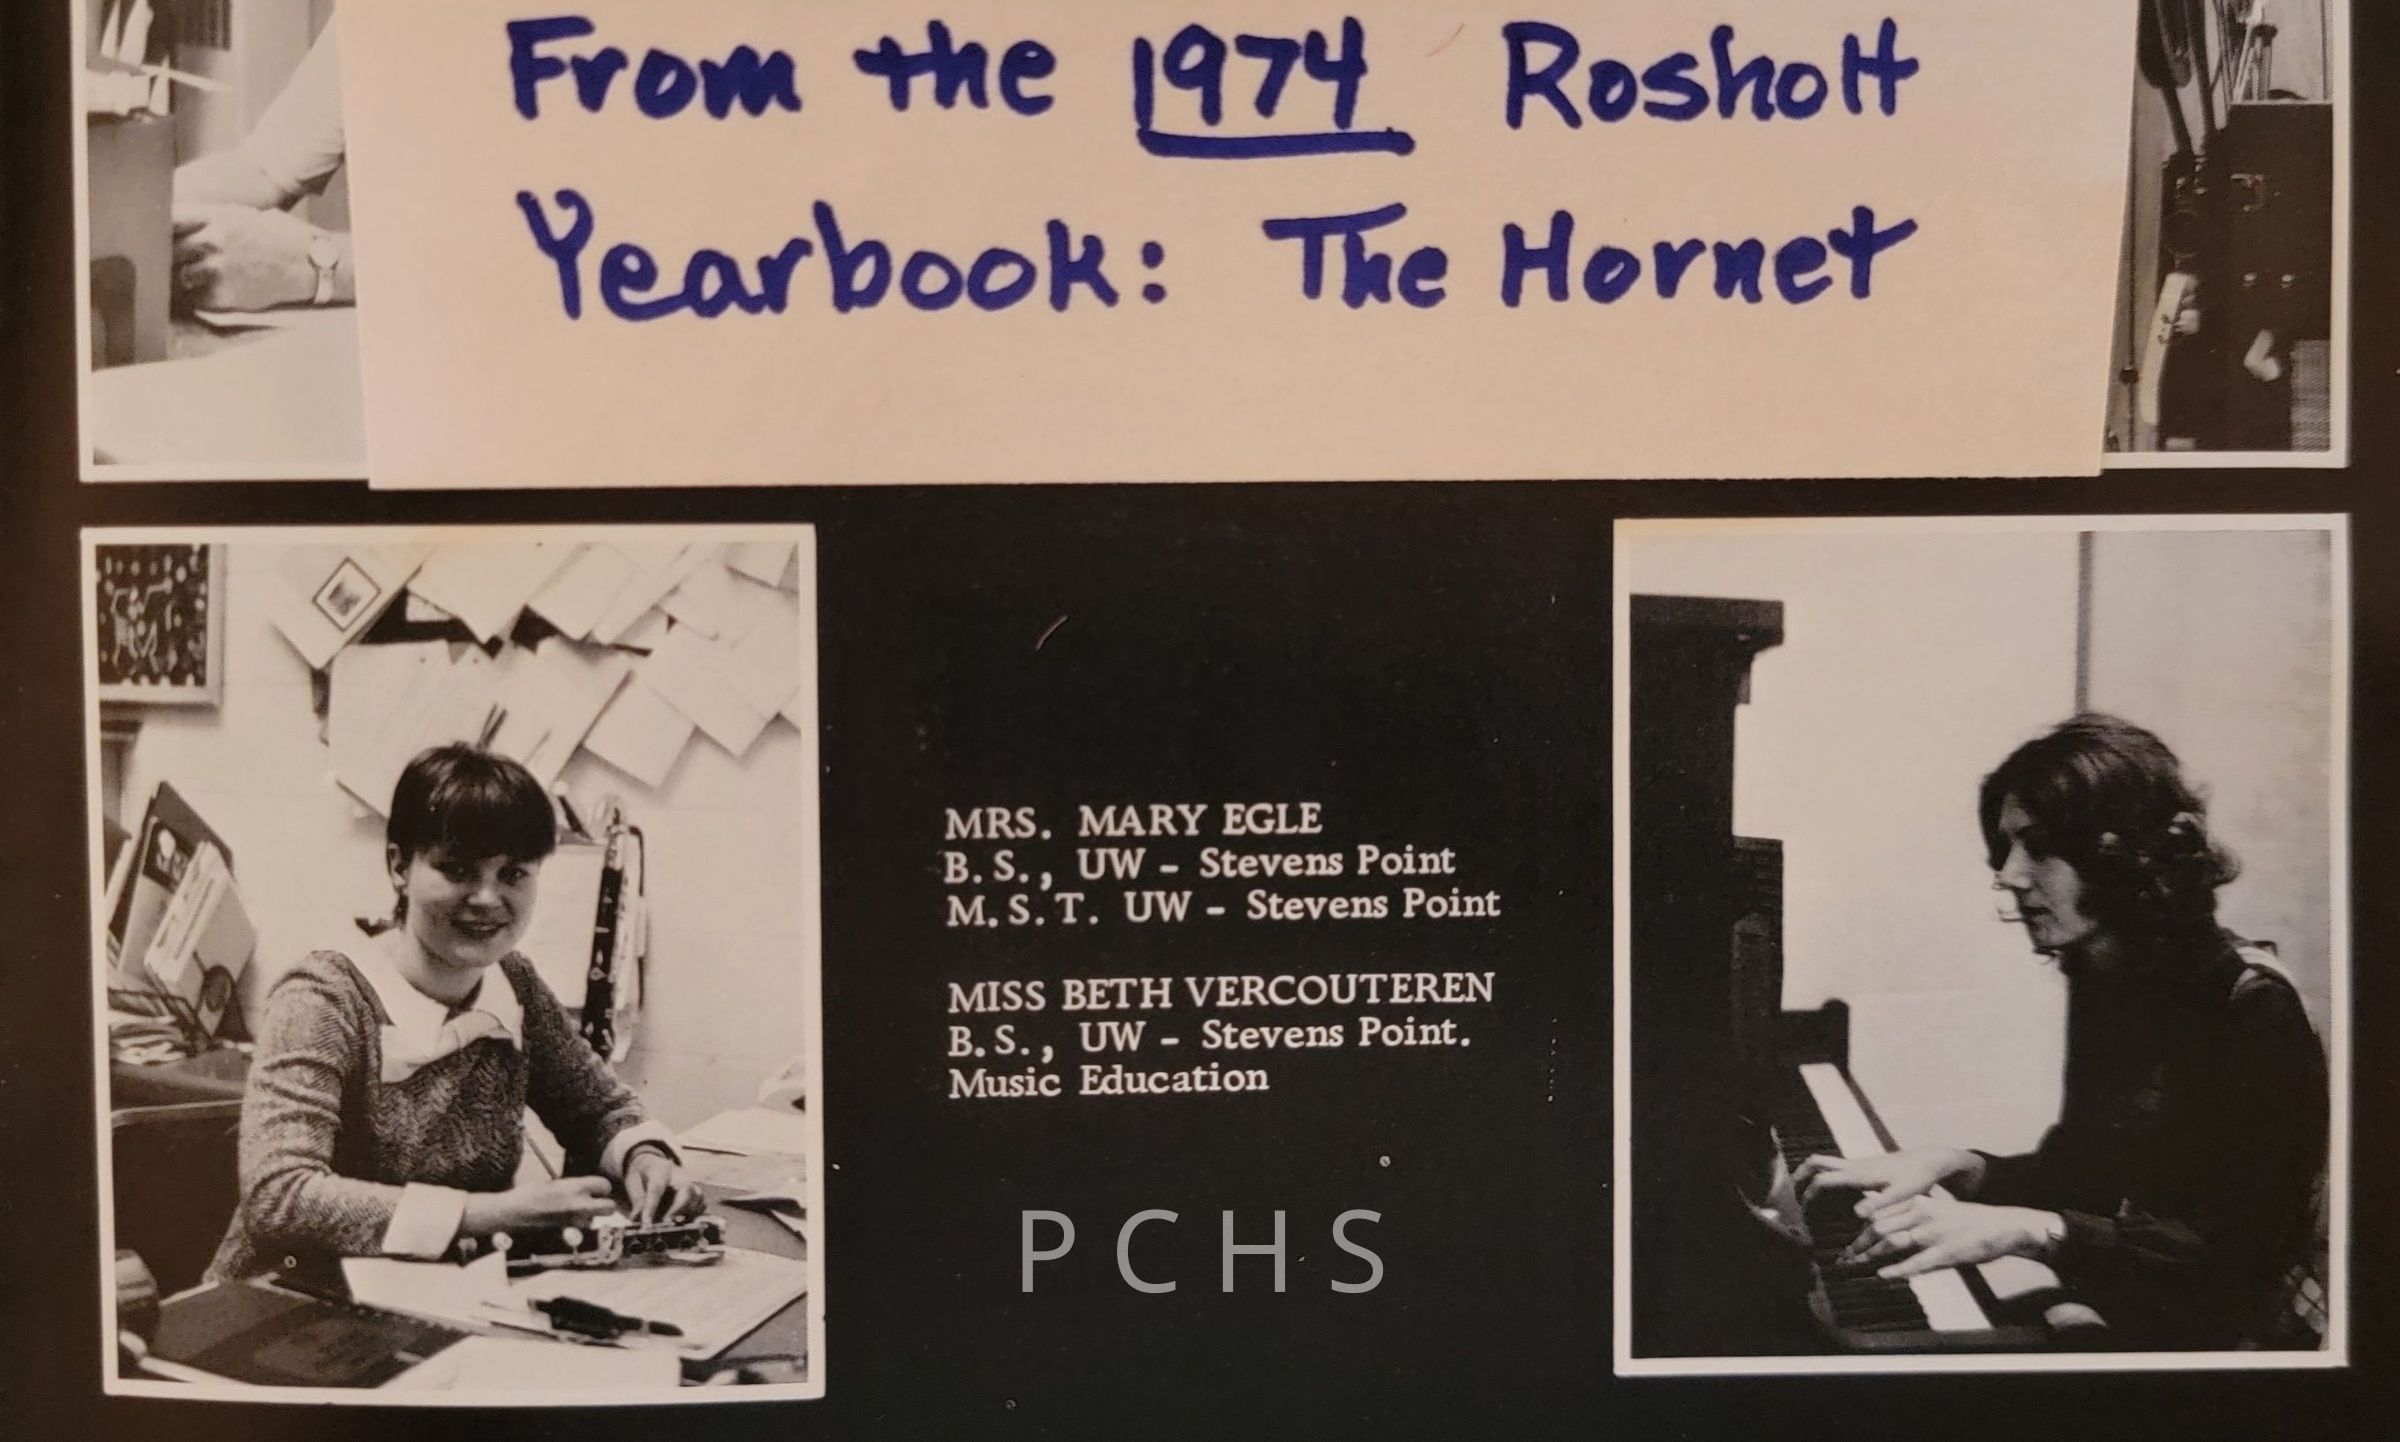 From the 1974 Rosholt
Yearbook: The Hornet
MRS. MARY EGLE
B.S., UW - Stevens Point
M.S.T. UW - Stevens Point
MISS BETH VERCOUTEREN
B.S., UW - Stevens Point.
Music Education
PCHS